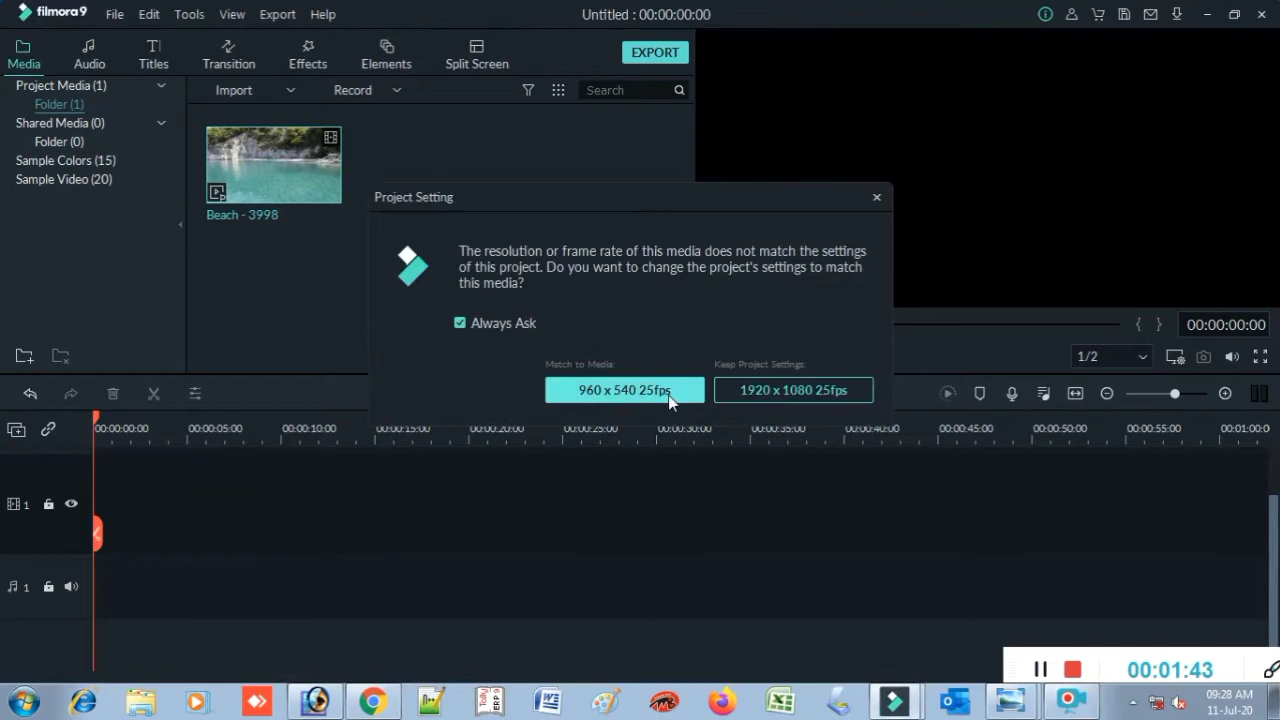 filmora9 File Edit Tools View Export Help Untitled : 00:00:00:00
Media Audio Titles Transition Effects Elements Split Screen EXPORT
Project Media (1)
Folder (1)
Shared Media (0)
Folder (0)
Sample Colors (15)
Sample Video (20)
Import Record Search
Beach - 3998
Project Setting
The resolution or frame rate of this media does not match the settings
of this project. Do you want to change the project's settings to match
this media?
Always Ask
Match to Media: Keep Project Settings:
960 x 540 25fps 1920 x 1080 25fps
00:00:00:00
1/2
00:00:00:00 00:00:05:00 00:00:10:00 00:00:15:00 00:00:20:00 00:00:25:00 00:00:30:00 00:00:35:00 00:00:40:00 00:00:45:00 00:00:50:00 00:00:55:00 00:01:00:0
1
1
00:01:43
09:28 AM
11-Jul-20